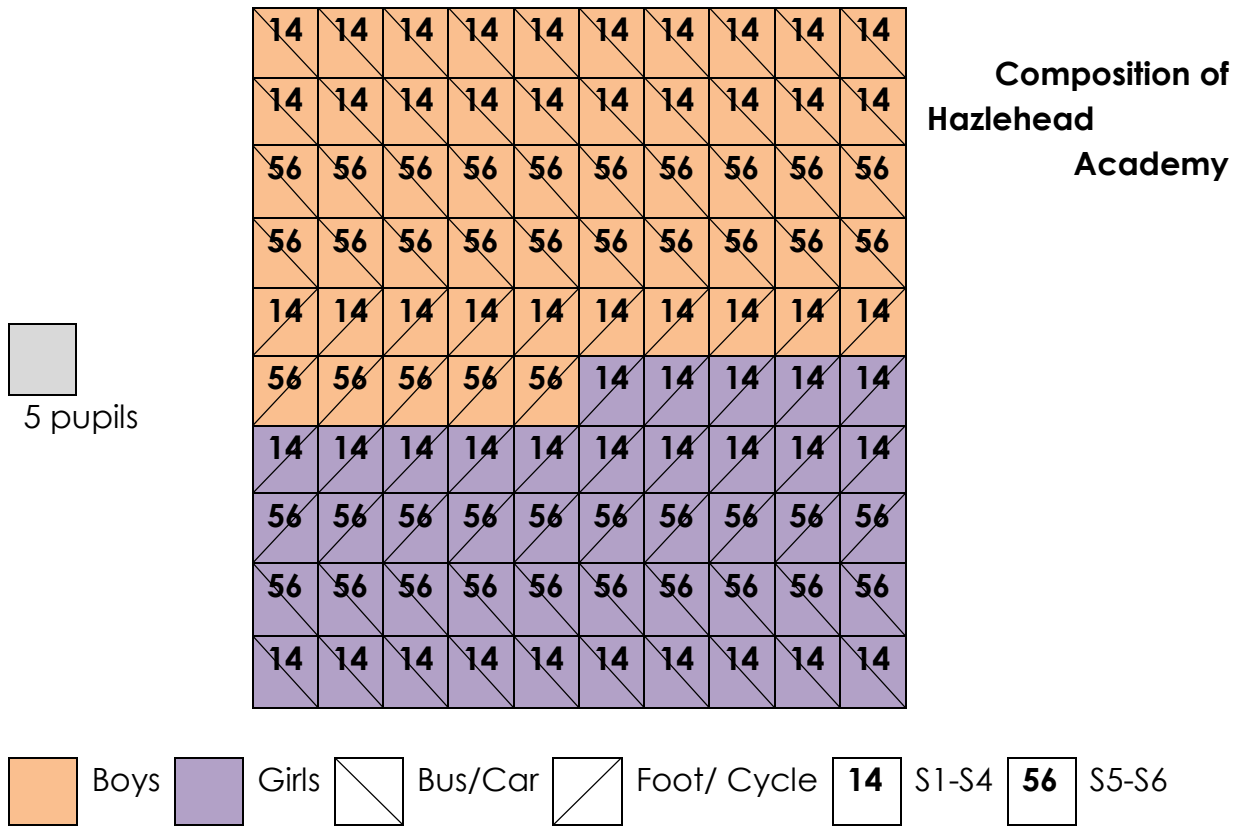 14 14 14 14 14 14 14 14 14 14
14 14 14 14 14 14 14 14 14 14
56 56 56 56 56 56 56 56 56 56
56 56 56 56 56 56 56 56 56 56
14 14 14 14 14 14 14 14 14 14
56 56 56 56 56 14 14 14 14 14
14 14 14 14 14 14 14 14 14 14
56 56 56 56 56 56 56 56 56 56
56 56 56 56 56 56 56 56 56 56
14 14 14 14 14 14 14 14 14 14
Composition of
Hazlehead
Academy
5 pupils
Boys Girls Bus/Car Foot/ Cycle 14 S1-S4 56 S5-S6